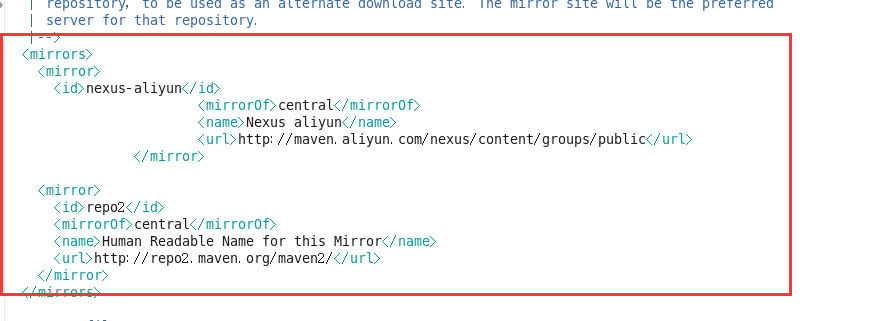 | repository, to be used as an alternate download site. The mirror site will be the preferred
| server for that repository.
|-->
<mirrors>
<mirror>
<id>nexus-aliyun</id>
<mirrorOf>central</mirrorOf>
<name>Nexus aliyun</name>
<url>http://maven.aliyun.com/nexus/content/groups/public</url>
</mirror>
<mirror>
<id>repo2</id>
<mirrorOf>central</mirrorOf>
<name>Human Readable Name for this Mirror</name>
<url>http://repo2.maven.org/maven2/</url>
</mirror>
</mirrors>